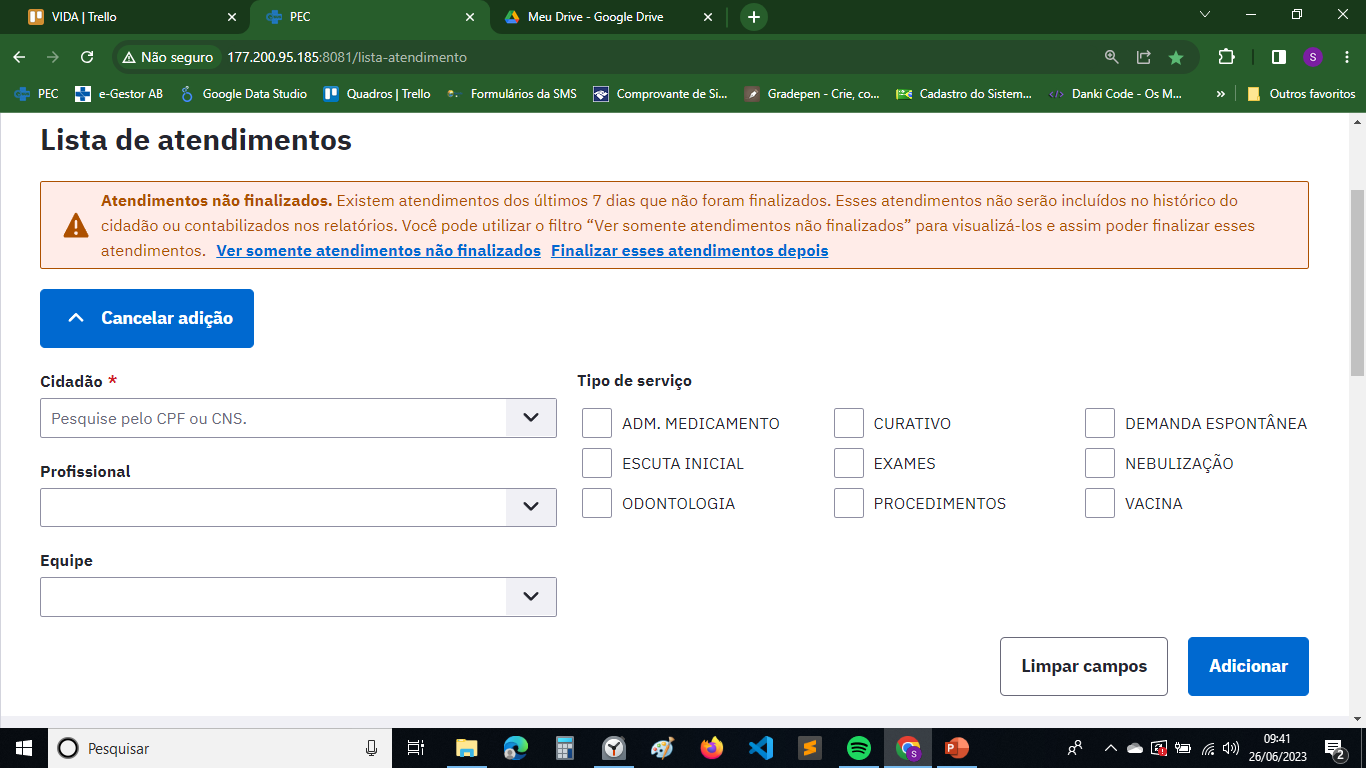 VIDA | Trello
PEC
Meu Drive - Google Drive
Não seguro
177.200.95.185:8081/lista-atendimento
S
PEC
e-Gestor AB
Google Data Studio
Quadros | Trello
Formulários da SMS
Comprovante de Si...
Gradepen - Crie, co...
Cadastro do Sistem...
Danki Code - Os M...
»
Outros favoritos
Lista de atendimentos
Atendimentos não finalizados. Existem atendimentos dos últimos 7 dias que não foram finalizados. Esses atendimentos não serão incluídos no histórico do
cidadão ou contabilizados nos relatórios. Você pode utilizar o filtro “Ver somente atendimentos não finalizados” para visualizá-los e assim poder finalizar esses
atendimentos. Ver somente atendimentos não finalizados Finalizar esses atendimentos depois
Cancelar adição
Cidadão *
Pesquise pelo CPF ou CNS.
Profissional
Equipe
Tipo de serviço
ADM. MEDICAMENTO
CURATIVO
DEMANDA ESPONTÂNEA
ESCUTA INICIAL
EXAMES
NEBULIZAÇÃO
ODONTOLOGIA
PROCEDIMENTOS
VACINA
Limpar campos
Adicionar
Pesquisar
09:41
26/06/2023
2